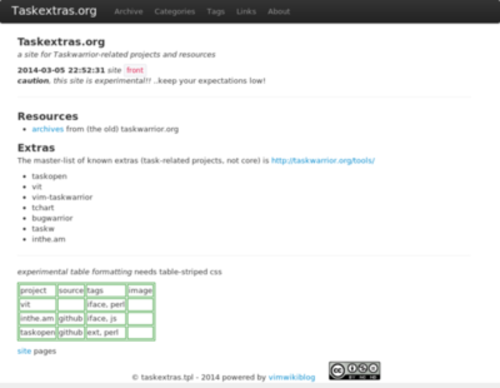 Taskextras.org Archive Categories Tags Links About
Taskextras.org
a site for Taskwarrior-related projects and resources
2014-03-05 22:52:31 site front
caution, this site is experimental!! ..keep your expectations low!
Resources
archives from (the old) taskwarrior.org
Extras
The master-list of known extras (task-related projects, not core) is http://taskwarrior.org/tools/
taskopen
vit
vim-taskwarrior
tchart
bugwarrior
taskw
inthe.am
experimental table formatting needs table-striped css
project source tags image
vit iface, perl
inthe.am github iface, js
taskopen github ext, perl
site pages
© taskextras.tpl - 2014 powered by vimwikiblog